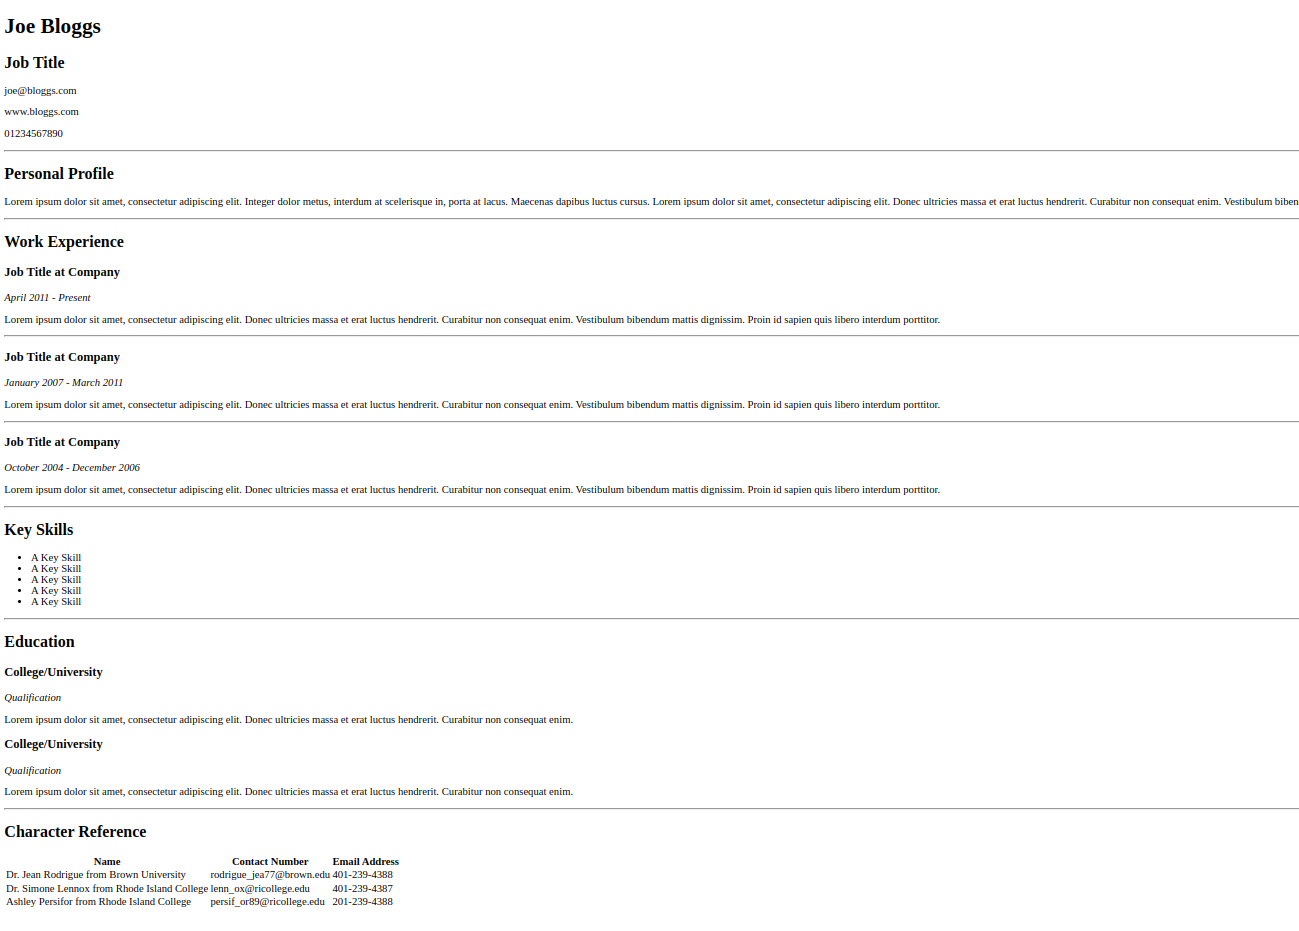 Joe Bloggs
Job Title
joe@bloggs.com
www.bloggs.com
01234567890
Personal Profile
Lorem ipsum dolor sit amet, consectetur adipiscing elit. Integer dolor metus, interdum at scelerisque in, porta at lacus. Maecenas dapibus luctus cursus. Lorem ipsum dolor sit amet, consectetur adipiscing elit. Donec ultricies massa et erat luctus hendrerit. Curabitur non consequat enim. Vestibulum biben
Work Experience
Job Title at Company
April 2011 - Present
Lorem ipsum dolor sit amet, consectetur adipiscing elit. Donec ultricies massa et erat luctus hendrerit. Curabitur non consequat enim. Vestibulum bibendum mattis dignissim. Proin id sapien quis libero interdum porttitor.
Job Title at Company
January 2007 - March 2011
Lorem ipsum dolor sit amet, consectetur adipiscing elit. Donec ultricies massa et erat luctus hendrerit. Curabitur non consequat enim. Vestibulum bibendum mattis dignissim. Proin id sapien quis libero interdum porttitor.
Job Title at Company
October 2004 - December 2006
Lorem ipsum dolor sit amet, consectetur adipiscing elit. Donec ultricies massa et erat luctus hendrerit. Curabitur non consequat enim. Vestibulum bibendum mattis dignissim. Proin id sapien quis libero interdum porttitor.
Key Skills
• A Key Skill
• A Key Skill
• A Key Skill
• A Key Skill
• A Key Skill
Education
College/University
Qualification
Lorem ipsum dolor sit amet, consectetur adipiscing elit. Donec ultricies massa et erat luctus hendrerit. Curabitur non consequat enim.
College/University
Qualification
Lorem ipsum dolor sit amet, consectetur adipiscing elit. Donec ultricies massa et erat luctus hendrerit. Curabitur non consequat enim.
Character Reference
Name Contact Number Email Address
Dr. Jean Rodrigue from Brown University rodrigue_jea77@brown.edu 401-239-4388
Dr. Simone Lennox from Rhode Island College lenn_ox@ricollege.edu 401-239-4387
Ashley Persifor from Rhode Island College persif_or89@ricollege.edu 201-239-4388